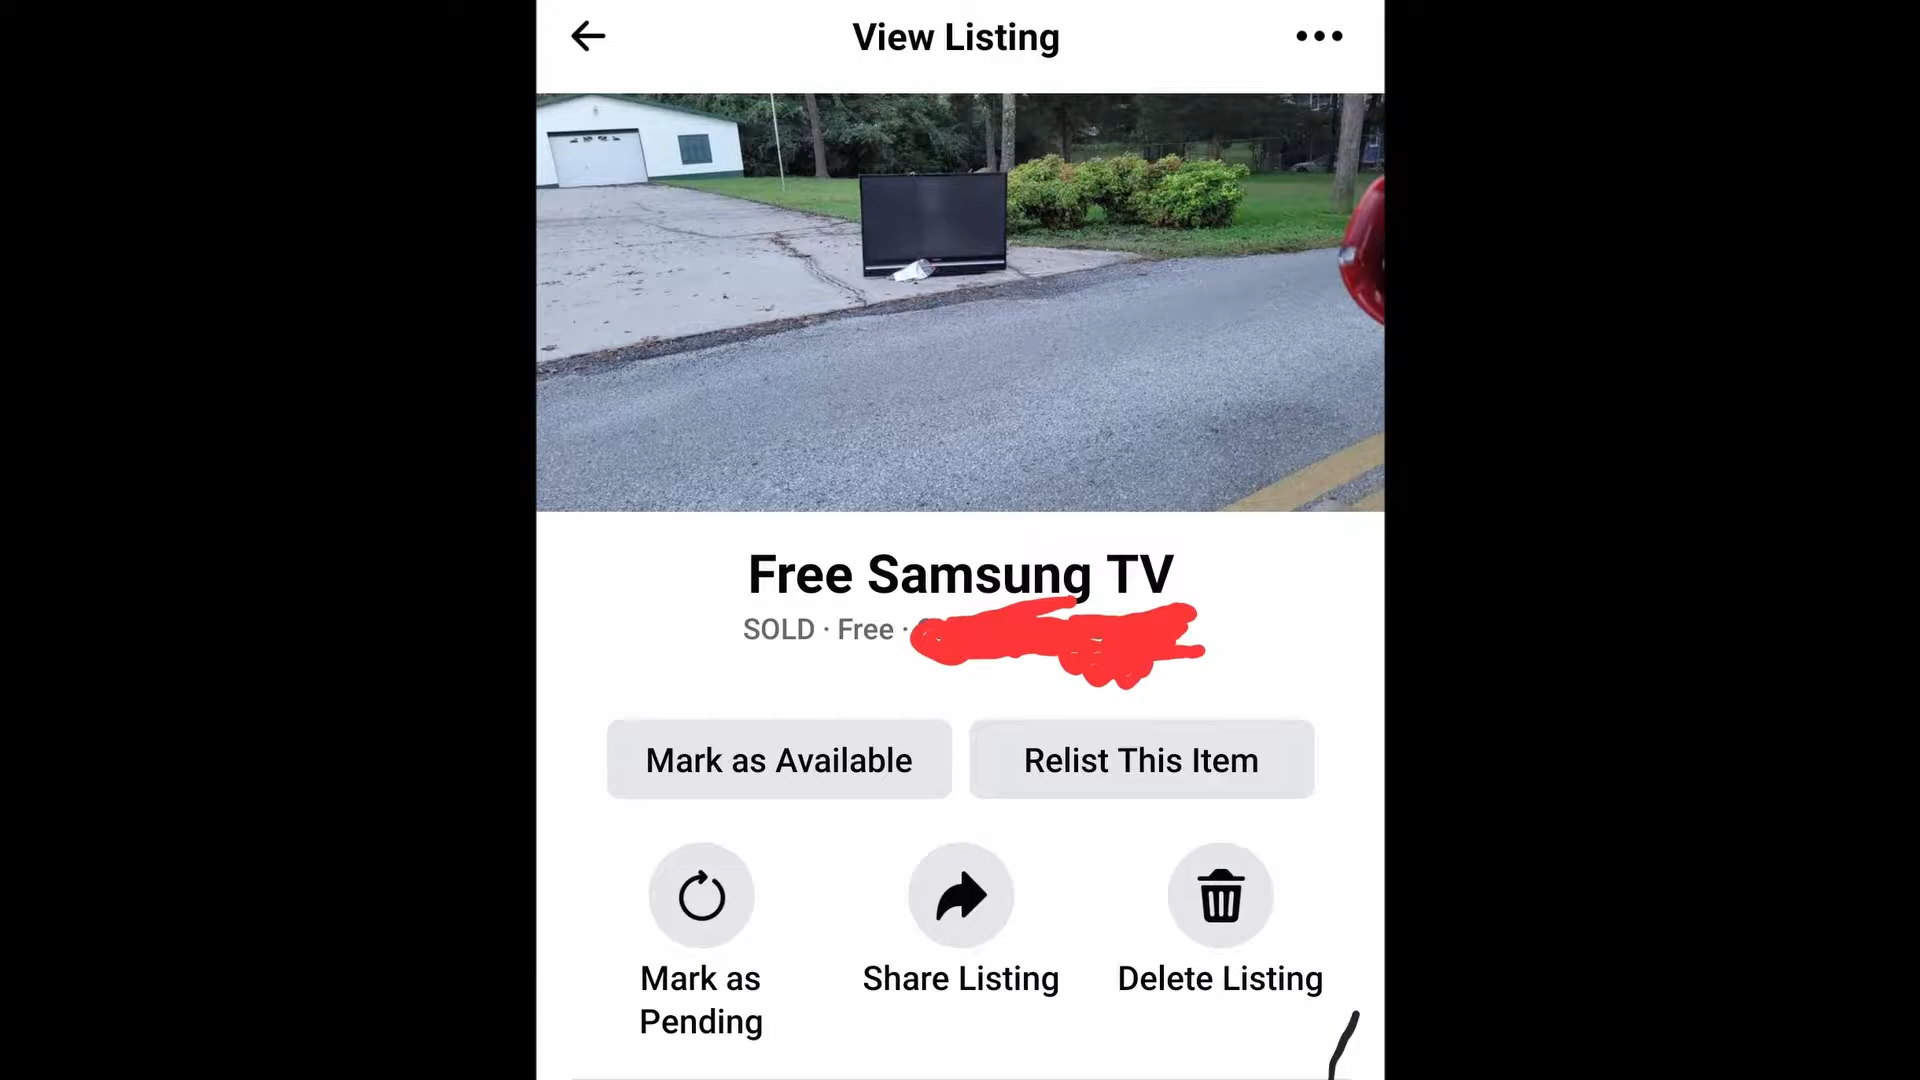 View Listing
Free Samsung TV
SOLD · Free ·
Mark as Available
Relist This Item
Mark as
Pending
Share Listing
Delete Listing